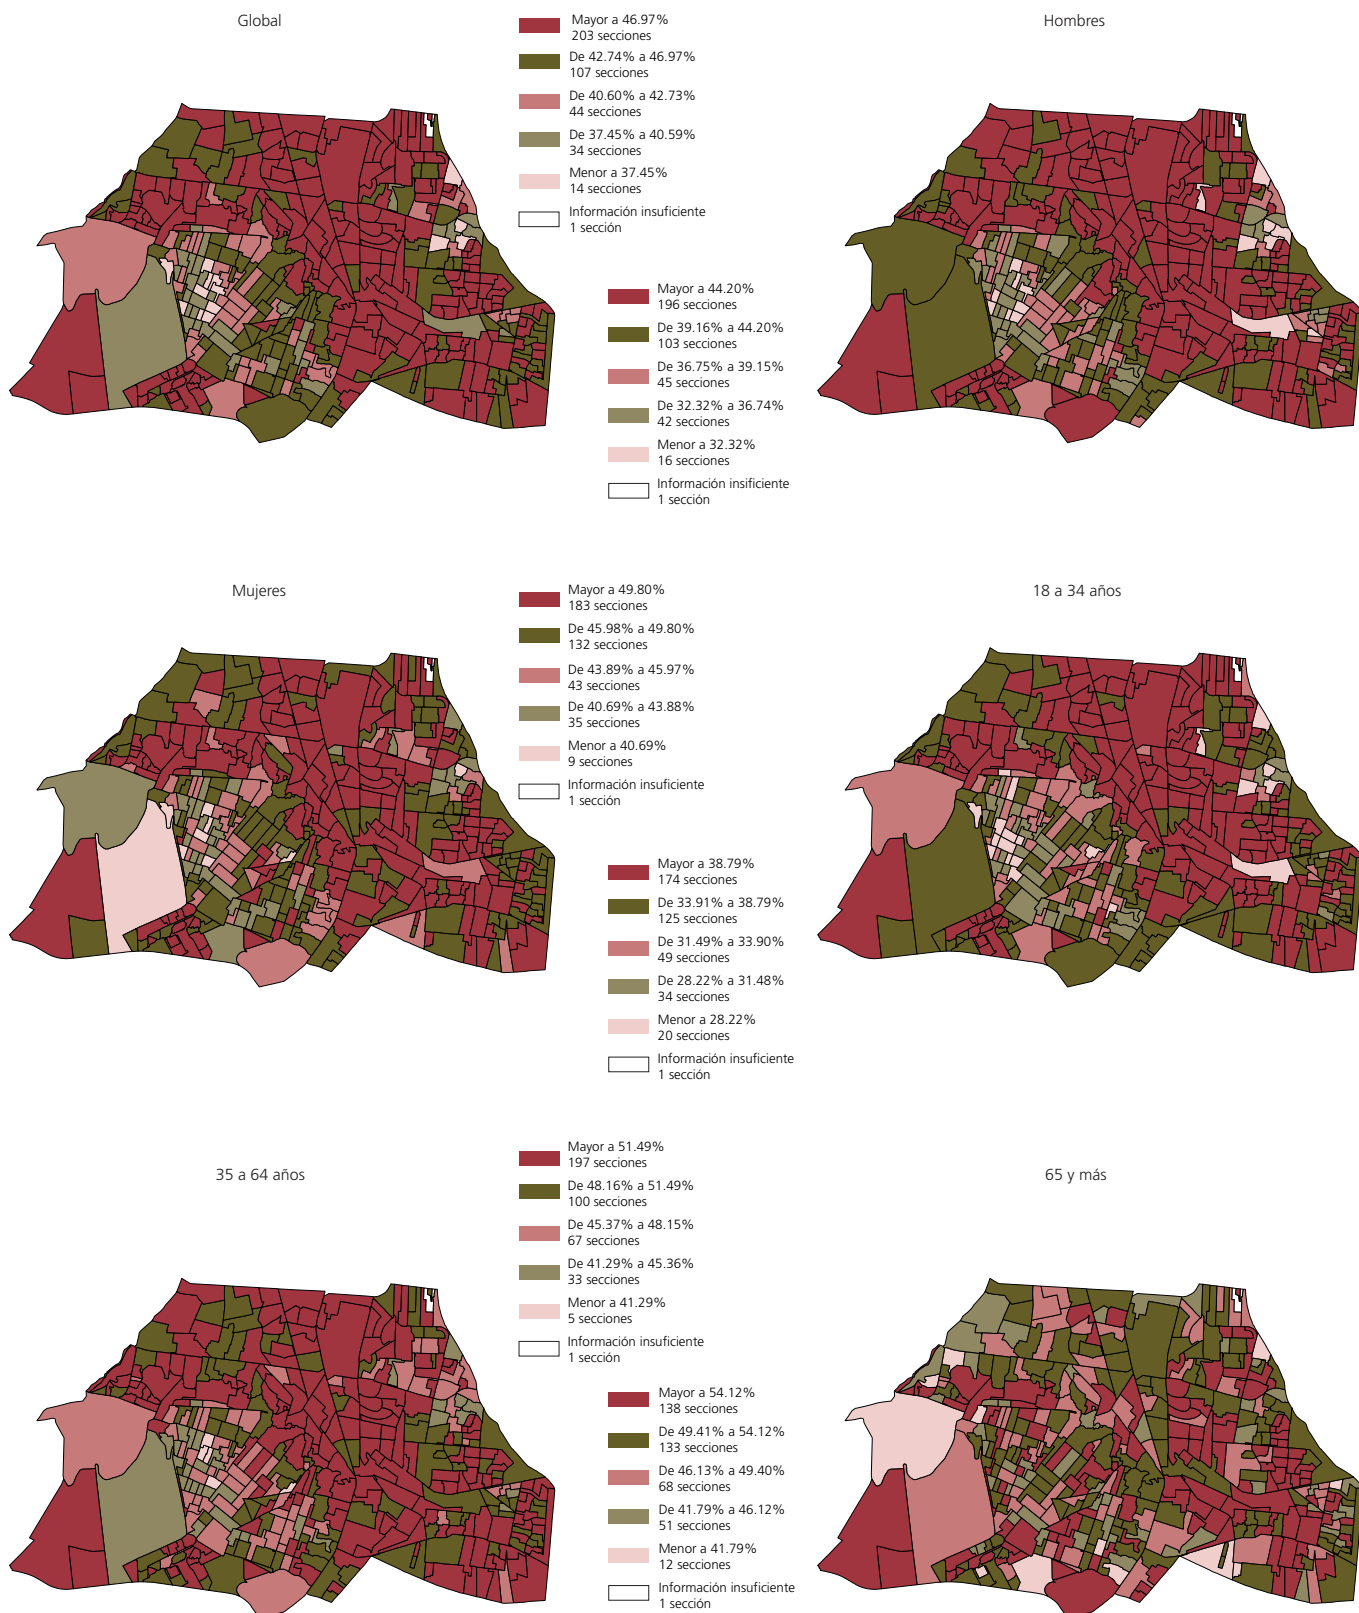 Global
Mayor a 46.97%
203 secciones
De 42.74% a 46.97%
107 secciones
De 40.60% a 42.73%
44 secciones
De 37.45% a 40.59%
34 secciones
Menor a 37.45%
14 secciones
Información insuficiente
1 sección
Hombres
Mayor a 44.20%
196 secciones
De 39.16% a 44.20%
103 secciones
De 36.75% a 39.15%
45 secciones
De 32.32% a 36.74%
42 secciones
Menor a 32.32%
16 secciones
Información insificiente
1 sección
Mujeres
Mayor a 49.80%
183 secciones
De 45.98% a 49.80%
132 secciones
De 43.89% a 45.97%
43 secciones
De 40.69% a 43.88%
35 secciones
Menor a 40.69%
9 secciones
Información insuficiente
1 sección
18 a 34 años
Mayor a 38.79%
174 secciones
De 33.91% a 38.79%
125 secciones
De 31.49% a 33.90%
49 secciones
De 28.22% a 31.48%
34 secciones
Menor a 28.22%
20 secciones
Información insuficiente
1 sección
35 a 64 años
Mayor a 51.49%
197 secciones
De 48.16% a 51.49%
100 secciones
De 45.37% a 48.15%
67 secciones
De 41.29% a 45.36%
33 secciones
Menor a 41.29%
5 secciones
Información insuficiente
1 sección
65 y más
Mayor a 54.12%
138 secciones
De 49.41% a 54.12%
133 secciones
De 46.13% a 49.40%
68 secciones
De 41.79% a 46.12%
51 secciones
Menor a 41.79%
12 secciones
Información insuficiente
1 sección